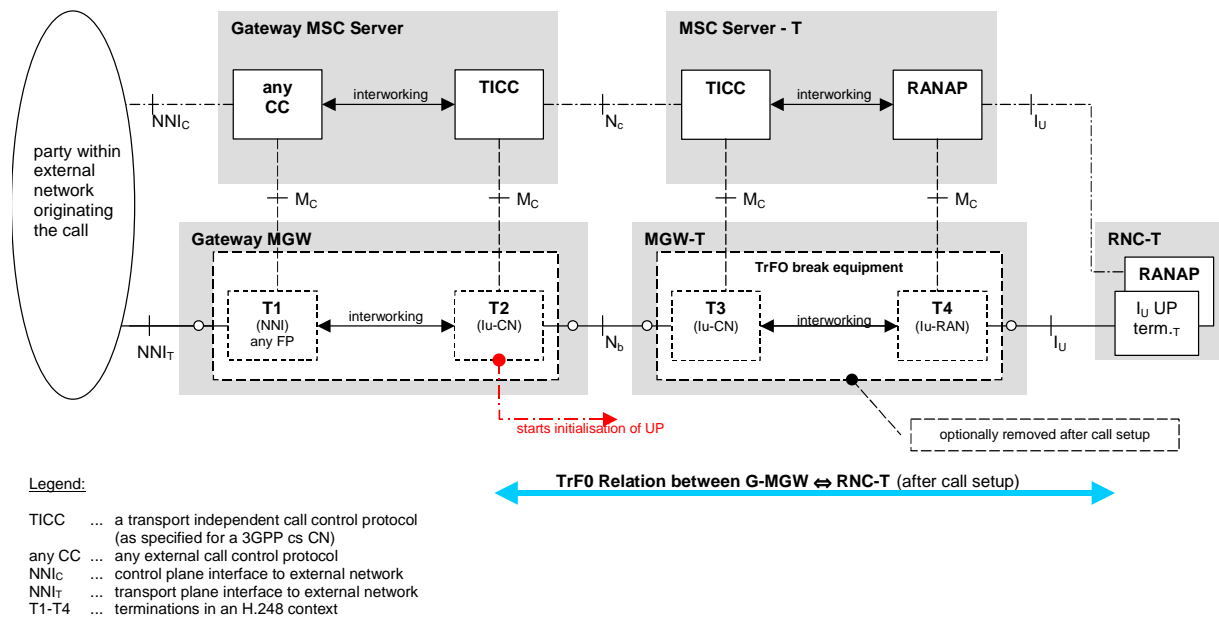 Gateway MSC Server
MSC Server - T
any
CC
interworking
TICC
TICC
interworking
RANAP
NNIC
NC
IU
party within
external
network
originating
the call
MC
MC
MC
MC
Gateway MGW
MGW-T
RNC-T
TrFO break equipment
RANAP
T1
(NNI)
any FP
interworking
T2
(Iu-CN)
T3
(Iu-CN)
interworking
T4
(Iu-RAN)
IU UP
term.T
NNIT
Nb
IU
starts initialisation of UP
optionally removed after call setup
TrF0 Relation between G-MGW ⇔ RNC-T (after call setup)
Legend:
TICC ... a transport independent call control protocol
(as specified for a 3GPP cs CN)
any CC ... any external call control protocol
NNIC ... control plane interface to external network
NNIT ... transport plane interface to external network
T1-T4 ... terminations in an H.248 context